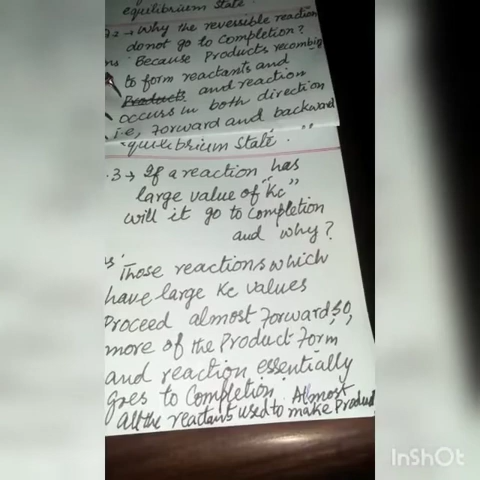 equilibrium state
Q2 → Why the reversible reaction
do not go to Completion?
ns Because Products recombine
to form reactants and
Products and reaction
occurs in both direction
i.e, Forward and backward
equilibrium State".
.3 → If a reaction has
large value of "Kc"
will it go to Completion
and why?
s' Those reactions which
have large Kc values
Proceed almost Forward, So,
more of the Product Form
and reaction essentially
goes to Completion. Almost
All the reactant used to make Product
InShOt